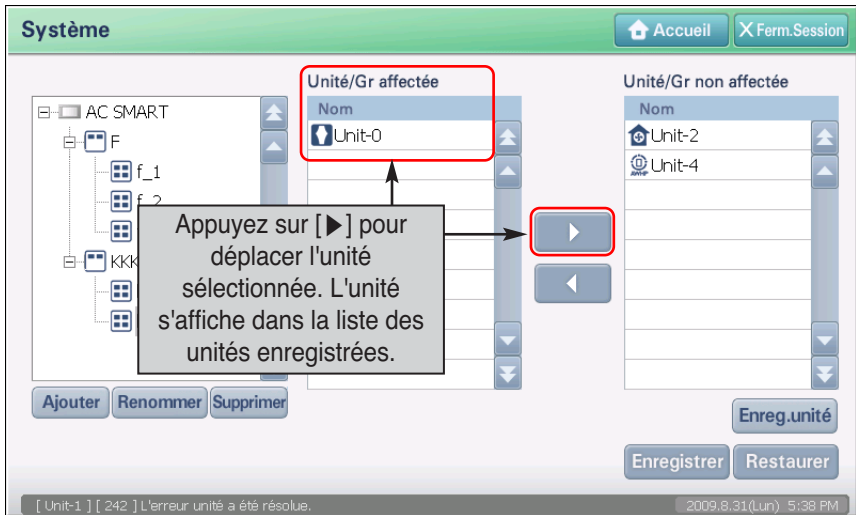 Système
Accueil
X Ferm.Session
Unité/Gr affectée
Unité/Gr non affectée
AC SMART
F
f_1
f_2
KKK
Nom
Unit-0
Nom
Unit-2
Unit-4
Appuyez sur [▶] pour
déplacer l'unité
sélectionnée. L'unité
s'affiche dans la liste des
unités enregistrées.
Ajouter
Renommer
Supprimer
Enreg.unité
Enregistrer
Restaurer
[ Unit-1 ] [ 242 ] L'erreur unité a été résolue.
2009.8.31(Lun) 5:38 PM